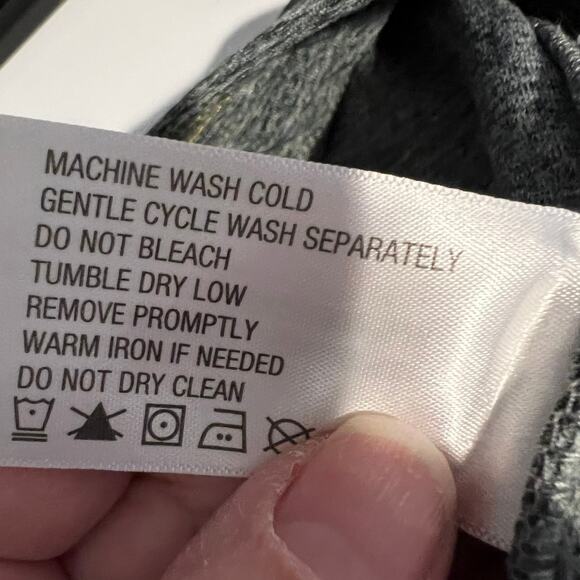 MACHINE WASH COLD
GENTLE CYCLE WASH SEPARATELY
DO NOT BLEACH
TUMBLE DRY LOW
REMOVE PROMPTLY
WARM IRON IF NEEDED
DO NOT DRY CLEAN